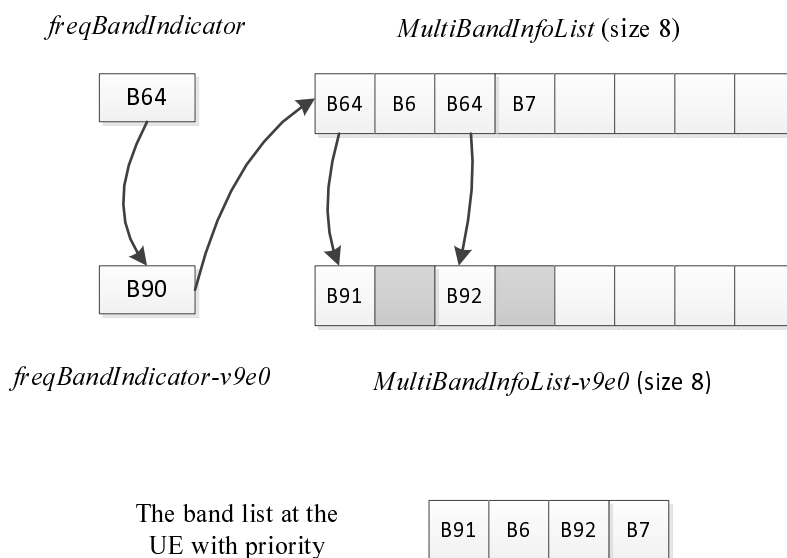 freqBandIndicator
MultiBandInfoList (size 8)
B64
B64 B6 B64 B7
B90
B91 B92
freqBandIndicator-v9e0
MultiBandInfoList-v9e0 (size 8)
The band list at the
UE with priority
B91 B6 B92 B7